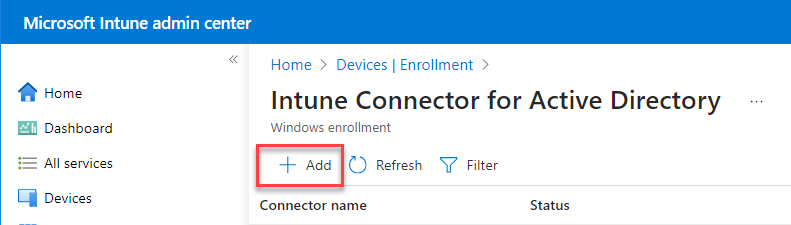 Microsoft Intune admin center
Home > Devices | Enrollment >
Home
Dashboard
All services
Devices
Intune Connector for Active Directory ...
Windows enrollment
+ Add Refresh Filter
Connector name Status